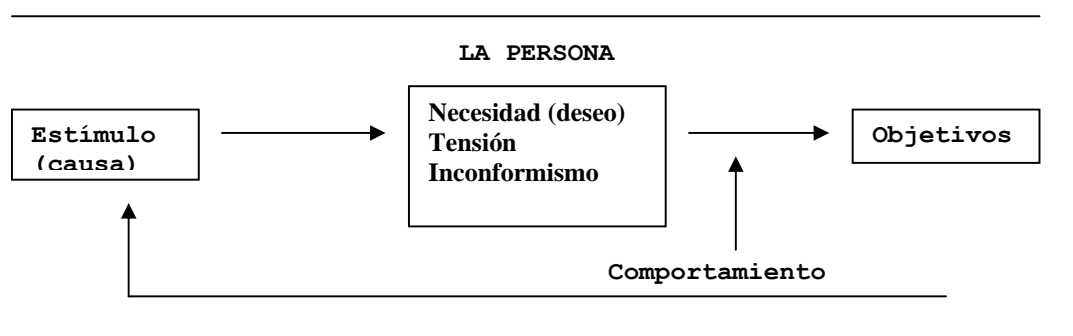 LA PERSONA
Estímulo
(causa)
Necesidad (deseo)
Tensión
Inconformismo
Objetivos
Comportamiento